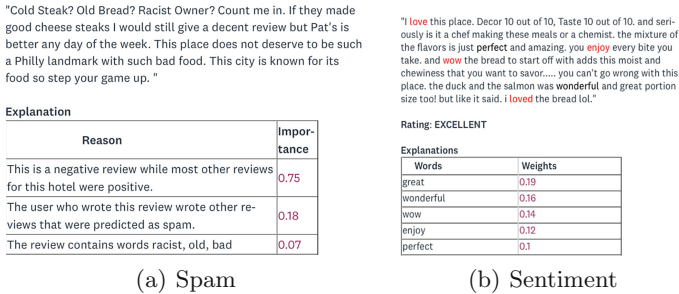 "Cold Steak? Old Bread? Racist Owner? Count me in. If they made
good cheese steaks I would still give a decent review but Pat's is
better any day of the week. This place does not deserve to be such
a Philly landmark with such bad food. This city is known for its
food so step your game up. "
Explanation
Reason Impor-
tance
This is a negative review while most other reviews
for this hotel were positive. 0.75
The user who wrote this review wrote other re-
views that were predicted as spam. 0.18
The review contains words racist, old, bad 0.07
(a) Spam
"I love this place. Decor 10 out of 10, Taste 10 out of 10. and seri-
ously is it a chef making these meals or a chemist. the mixture of
the flavors is just perfect and amazing. you enjoy every bite you
take. and wow the bread to start off with adds this moist and
chewiness that you want to savor..... you can't go wrong with this
place. the duck and the salmon was wonderful and great portion
size too! but like it said. i loved the bread lol."
Rating: EXCELLENT
Explanations
Words Weights
great 0.19
wonderful 0.16
wow 0.14
enjoy 0.12
perfect 0.1
(b) Sentiment